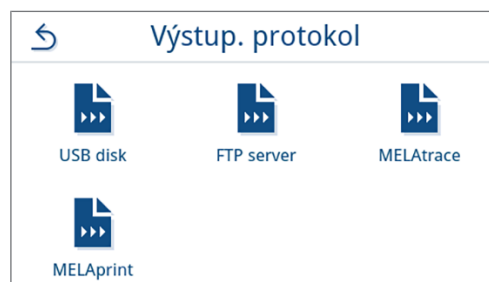 Výstup. protokol
USB disk FTP server MELAtrace
MELAprint